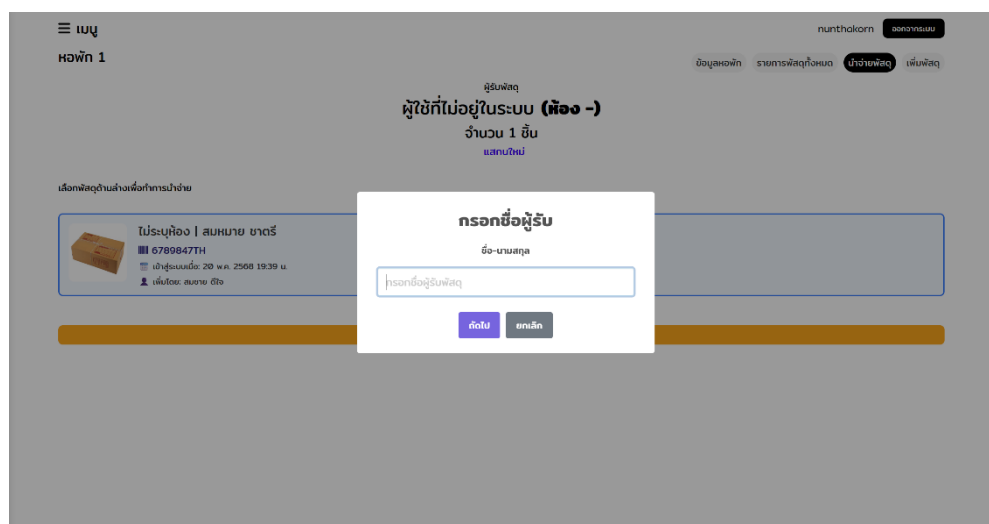 ☰ เมนู
nunthakorn ออกจากระบบ
หอพัก 1
ข้อมูลหอพัก รายการพัสดุทั้งหมด นำจ่ายพัสดุ เพิ่มพัสดุ
ผู้รับพัสดุ
ผู้ใช้ที่ไม่อยู่ในระบบ (ห้อง -)
จำนวน 1 ชิ้น
แสกนใหม่
เลือกพัสดุด้านล่างเพื่อทำการนำจ่าย
ไม่ระบุห้อง | สมหมาย ชาตรี
6789847TH
เข้าสู่ระบบเมื่อ: 20 พ.ค. 2568 19:39 น.
เพิ่มโดย: สมชาย ดีใจ
กรอกชื่อผู้รับ
ชื่อ-นามสกุล
กรอกชื่อผู้รับพัสดุ
ถัดไป ยกเลิก